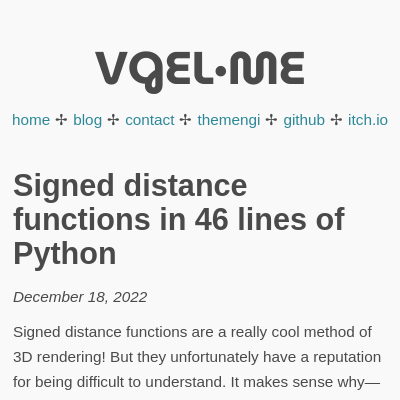 VGEL·ME
home ✢ blog ✢ contact ✢ themengi ✢ github ✢ itch.io
Signed distance
functions in 46 lines of
Python
December 18, 2022
Signed distance functions are a really cool method of
3D rendering! But they unfortunately have a reputation
for being difficult to understand. It makes sense why—